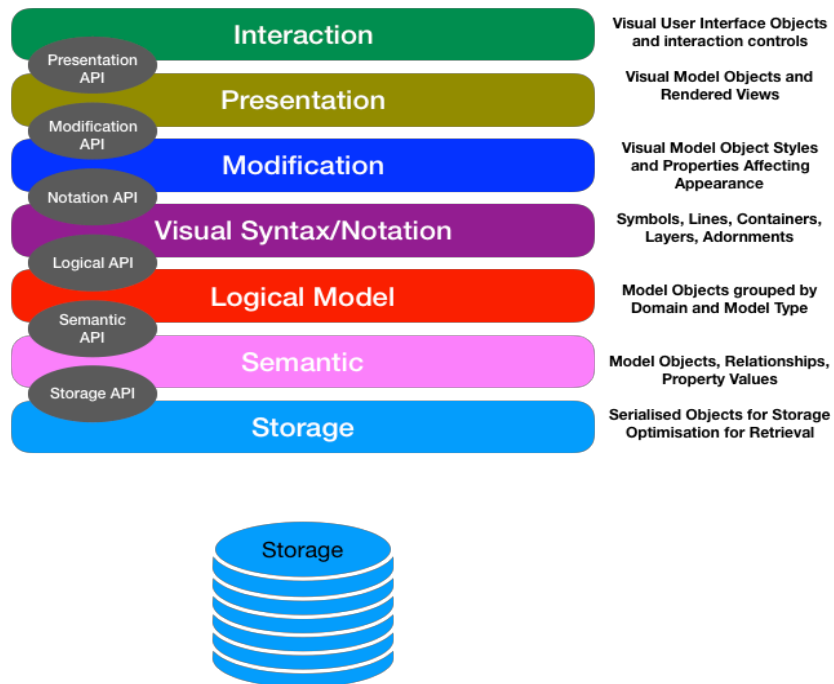 Interaction
Visual User Interface Objects
and interaction controls
Presentation
API
Presentation
Visual Model Objects and
Rendered Views
Modification
API
Modification
Visual Model Object Styles
and Properties Affecting
Appearance
Notation API
Visual Syntax/Notation
Symbols, Lines, Containers,
Layers, Adornments
Logical API
Logical Model
Model Objects grouped by
Domain and Model Type
Semantic
API
Semantic
Model Objects, Relationships,
Property Values
Storage API
Storage
Serialised Objects for Storage
Optimisation for Retrieval
Storage